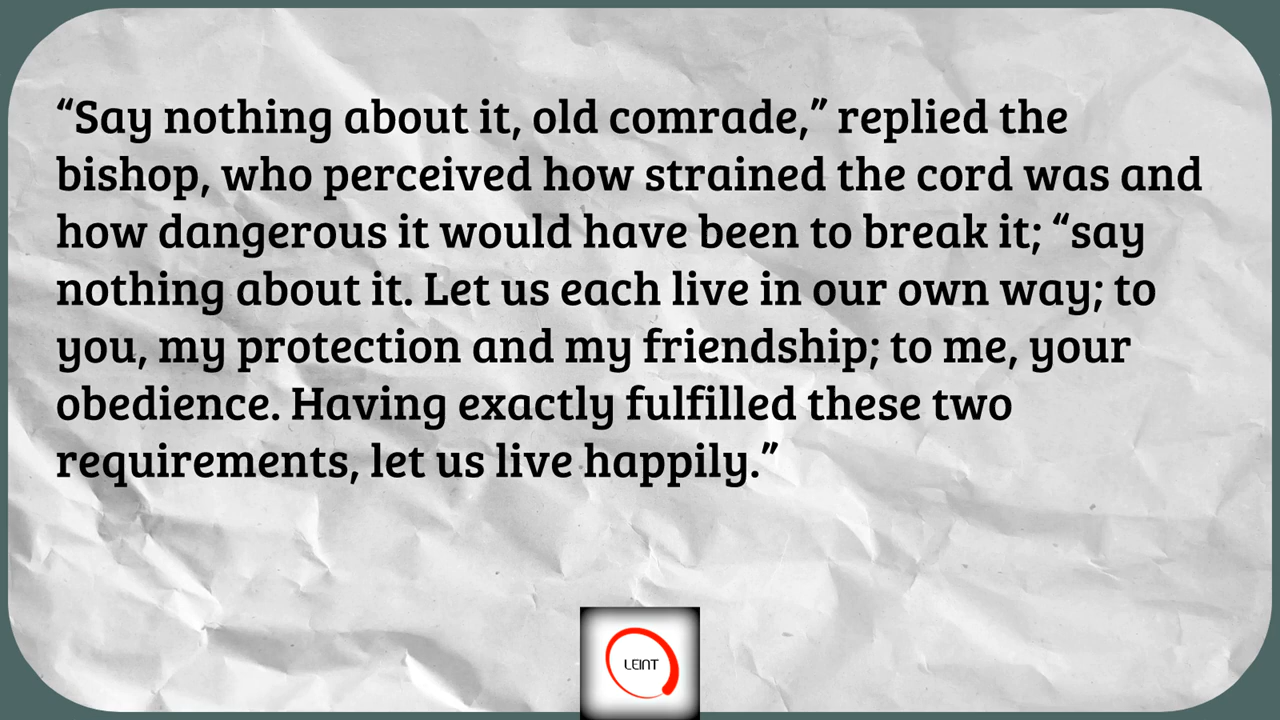 “Say nothing about it, old comrade,” replied the
bishop, who perceived how strained the cord was and
how dangerous it would have been to break it; “say
nothing about it. Let us each live in our own way; to
you, my protection and my friendship; to me, your
obedience. Having exactly fulfilled these two
requirements, let us live happily.”
LEINT